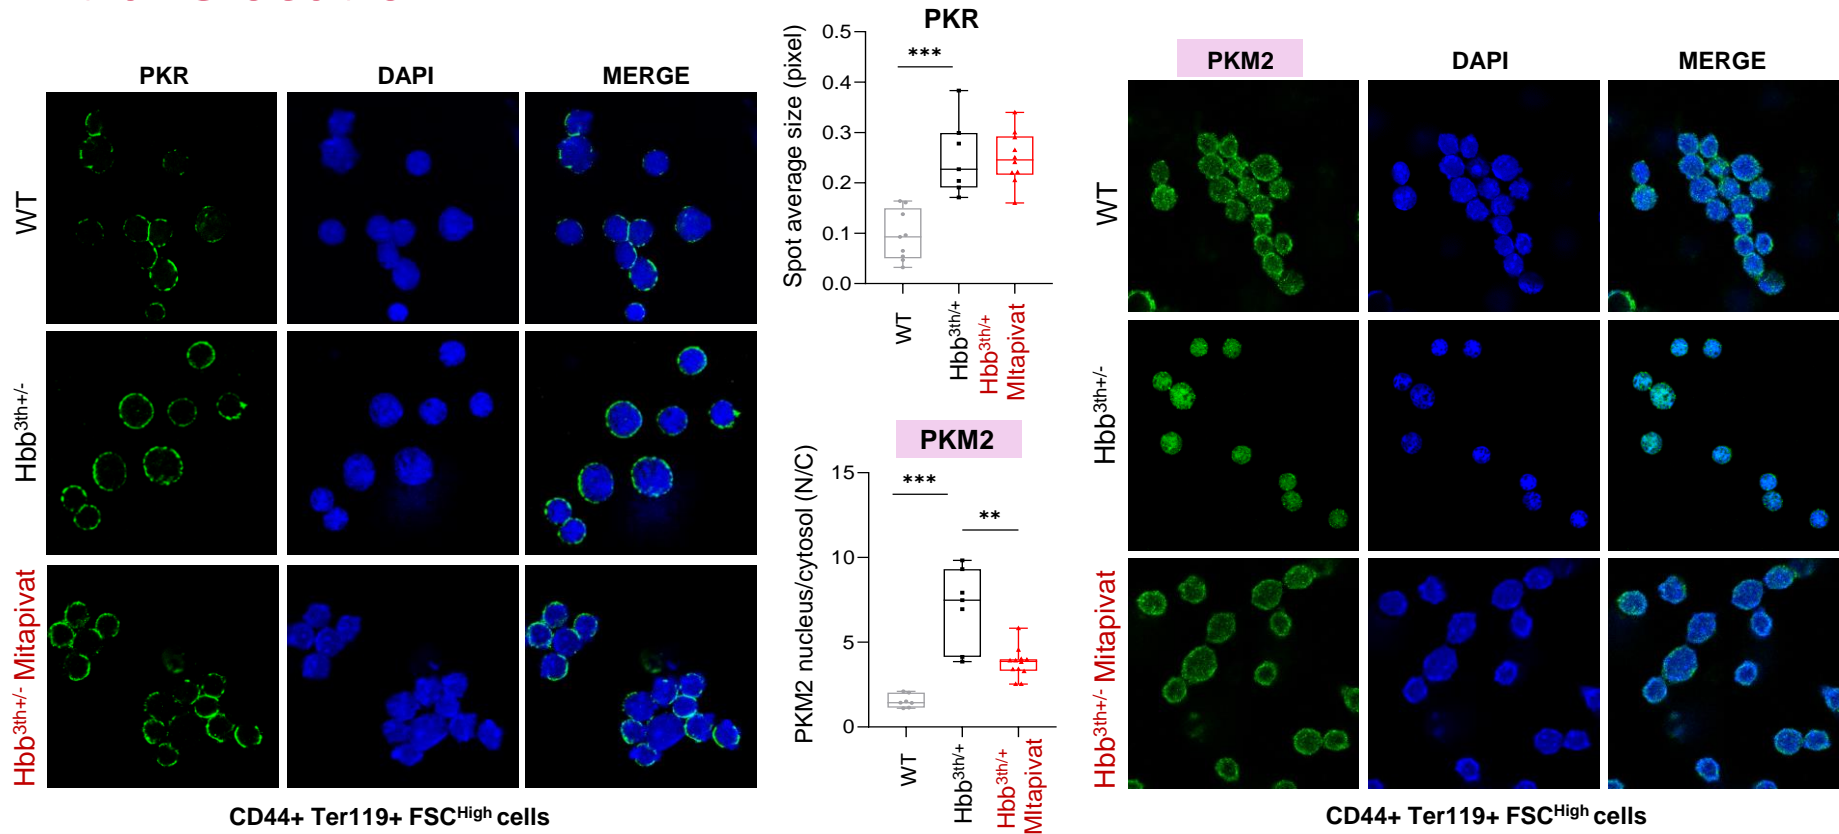 PKR
DAPI
MERGE
WT
Hbb3th+/-
Hbb3th+/- Mitapivat
CD44+ Ter119+ FSCHigh cells
PKR
Spot average size (pixel)
0.5
0.4
0.3
0.2
0.1
0.0
***
WT
Hbb3th/+
Hbb3th/+
MItapivat
PKM2
PKM2 nucleus/cytosol (N/C)
15
10
5
0
***
**
WT
Hbb3th/+
Hbb3th/+
MItapivat
PKM2
DAPI
MERGE
WT
Hbb3th+/-
Hbb3th+/- Mitapivat
CD44+ Ter119+ FSCHigh cells